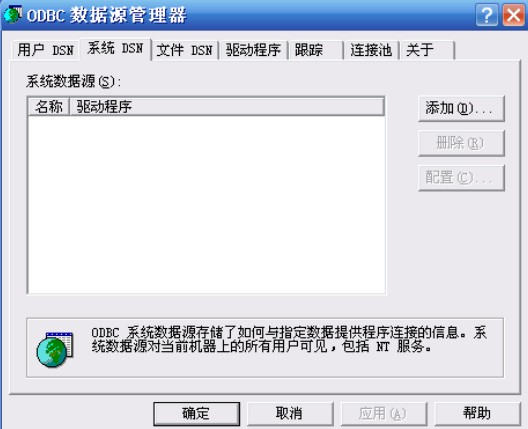 ODBC 数据源管理器
用户 DSN 系统 DSN 文件 DSN 驱动程序 跟踪 连接池 关于
系统数据源(S):
名称 驱动程序
添加(D)...
删除(R)
配置(C)...
ODBC 系统数据源存储了如何与指定数据提供程序连接的信息。系
统数据源对当前机器上的所有用户可见，包括 NT 服务。
确定 取消 应用(A) 帮助